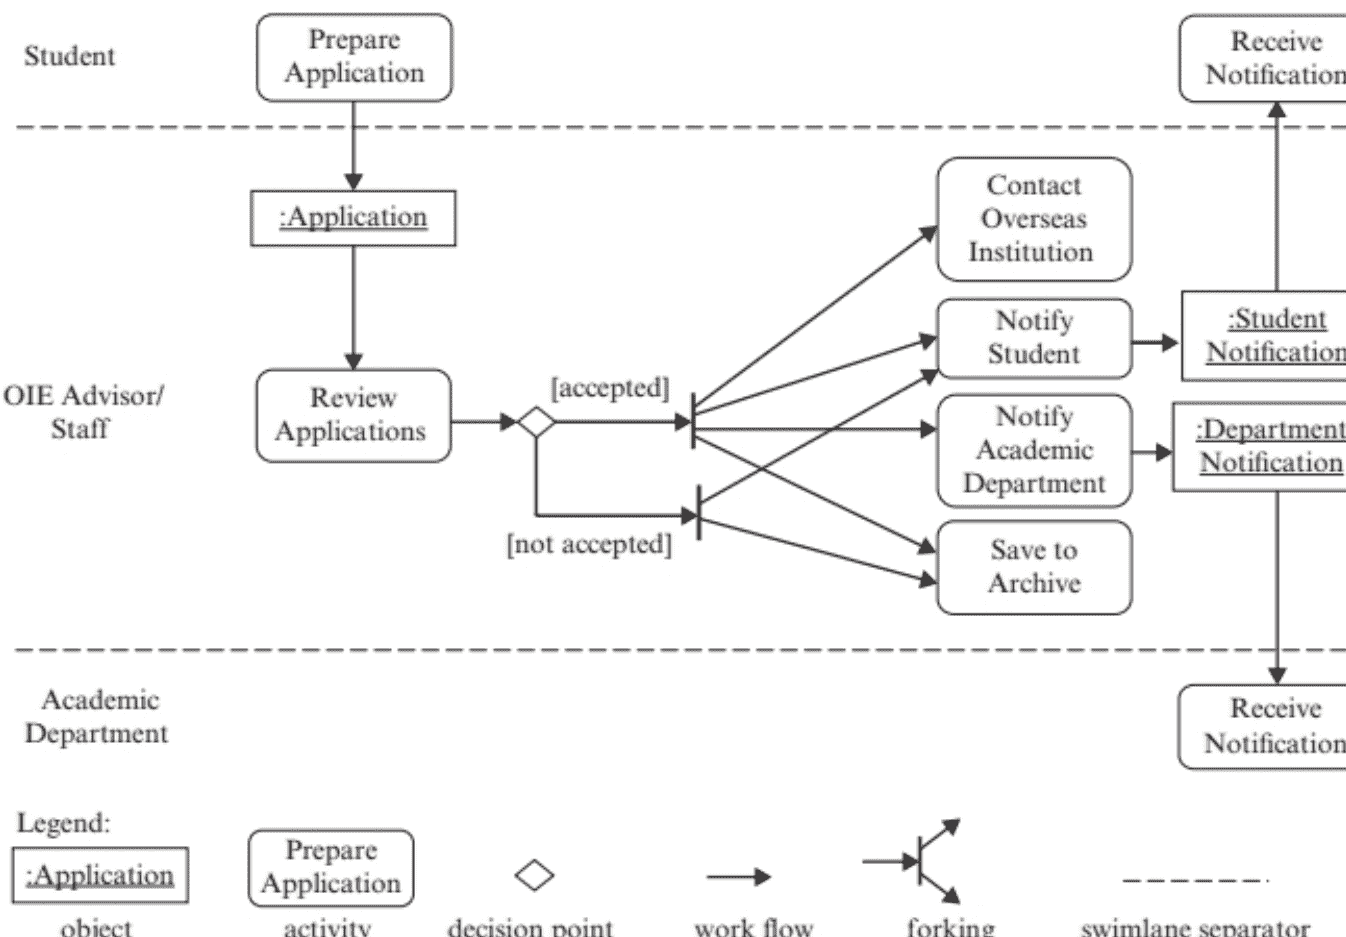 Student
Prepare
Application
Receive
Notification
:Application
Contact
Overseas
Institution
Notify
Student
:Student
Notification
OIE Advisor/
Staff
Review
Applications
[accepted]
Notify
Academic
Department
:Department
Notification
[not accepted]
Save to
Archive
Academic
Department
Receive
Notification
Legend:
:Application
Prepare
Application
object
activity
decision point
work flow
forking
swimlane separator